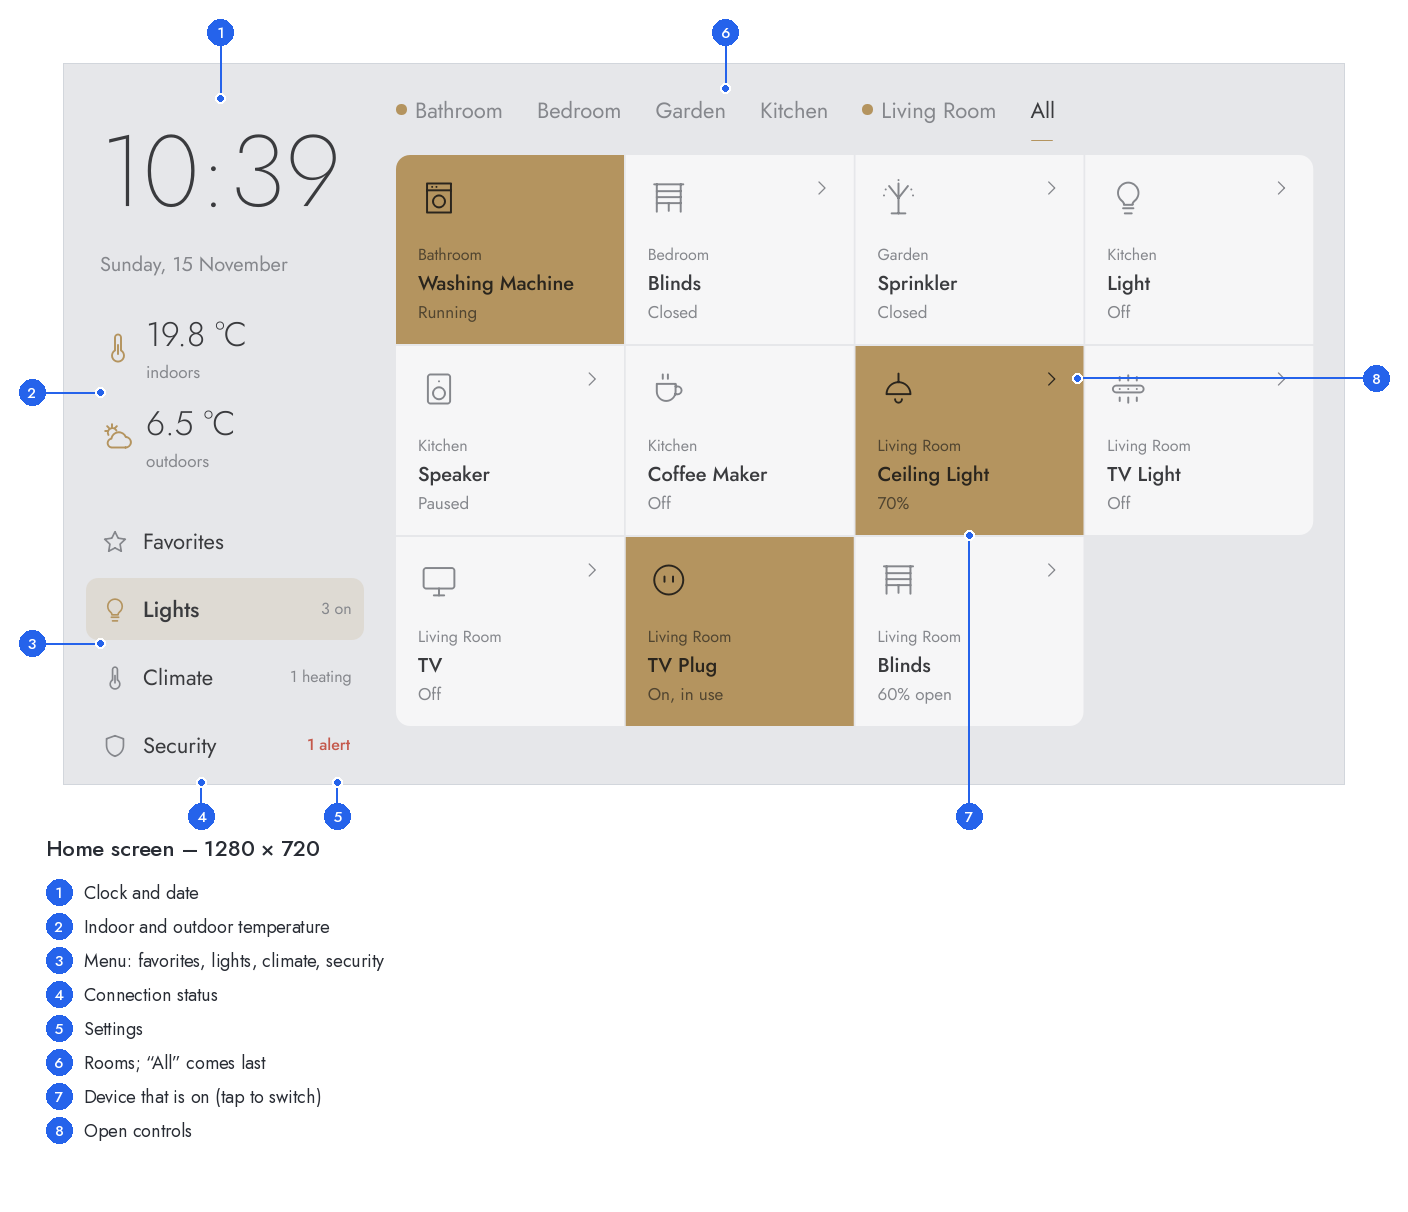 1
6
10:39
Sunday, 15 November
19.8 °C
indoors
2
6.5 °C
outdoors
Favorites
Lights 3 on
3
Climate 1 heating
Security 1 alert
4
5
Bathroom Bedroom Garden Kitchen Living Room All
Bathroom
Washing Machine
Running
Bedroom
Blinds
Closed
Garden
Sprinkler
Closed
Kitchen
Light
Off
Kitchen
Speaker
Paused
Kitchen
Coffee Maker
Off
Living Room
Ceiling Light
70%
8
Living Room
TV Light
Off
Living Room
TV
Off
Living Room
TV Plug
On, in use
Living Room
Blinds
60% open
7
Home screen – 1280 × 720
1 Clock and date
2 Indoor and outdoor temperature
3 Menu: favorites, lights, climate, security
4 Connection status
5 Settings
6 Rooms; “All” comes last
7 Device that is on (tap to switch)
8 Open controls